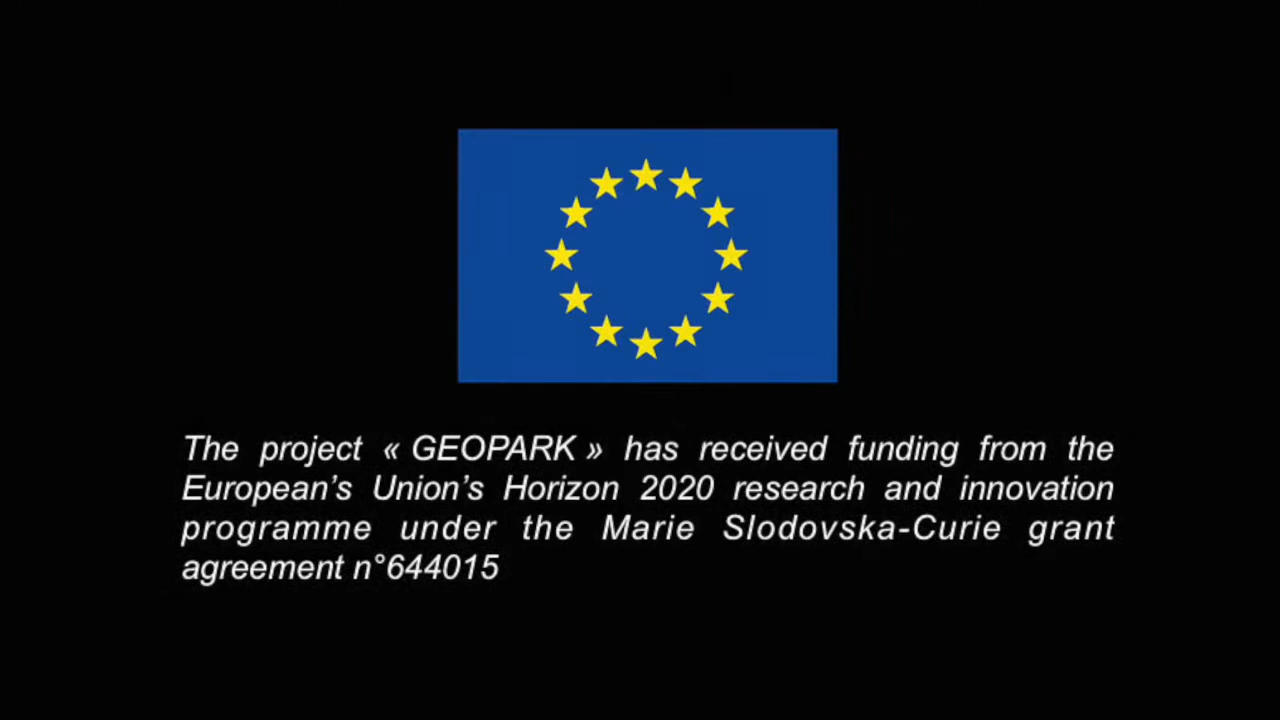 The project « GEOPARK » has received funding from the
European’s Union’s Horizon 2020 research and innovation
programme under the Marie Slodovska-Curie grant
agreement n°644015